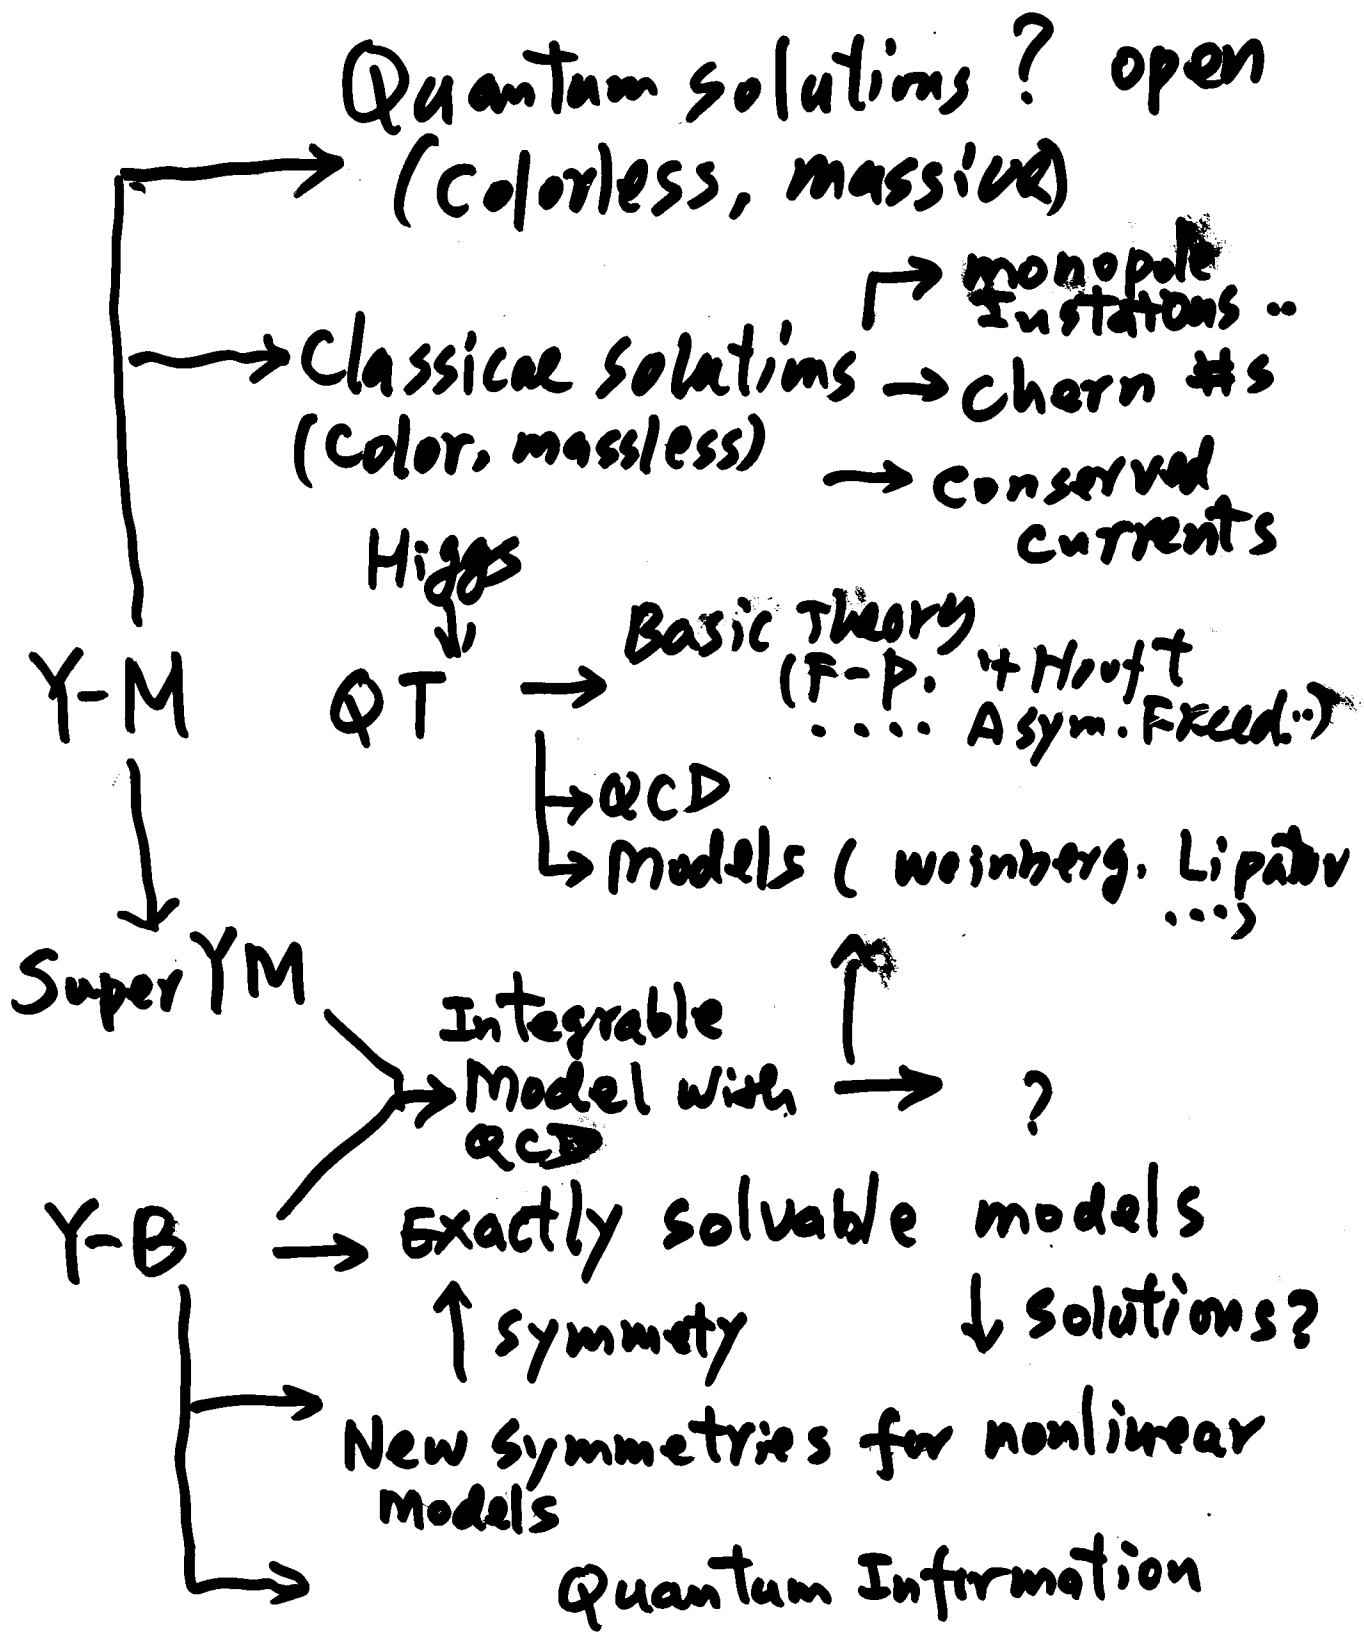 Quantum solutions ? open
(Colorless, massive)
monopole
Instatons ..
Classical solutions
Chern #s
(Color, massless)
Conserved
currents
Higgs
Basic Theory
(F-P. 't Hooft
Y-M
QT
.... Asym. Freed..)
QCD
Models ( Weinberg. Lipatov
...)
Super YM
Integrable
Model with
?
QCD
Y-B
Exactly solvable models
symmety
solutions?
New symmetries for nonlinear
Models
Quantum Information